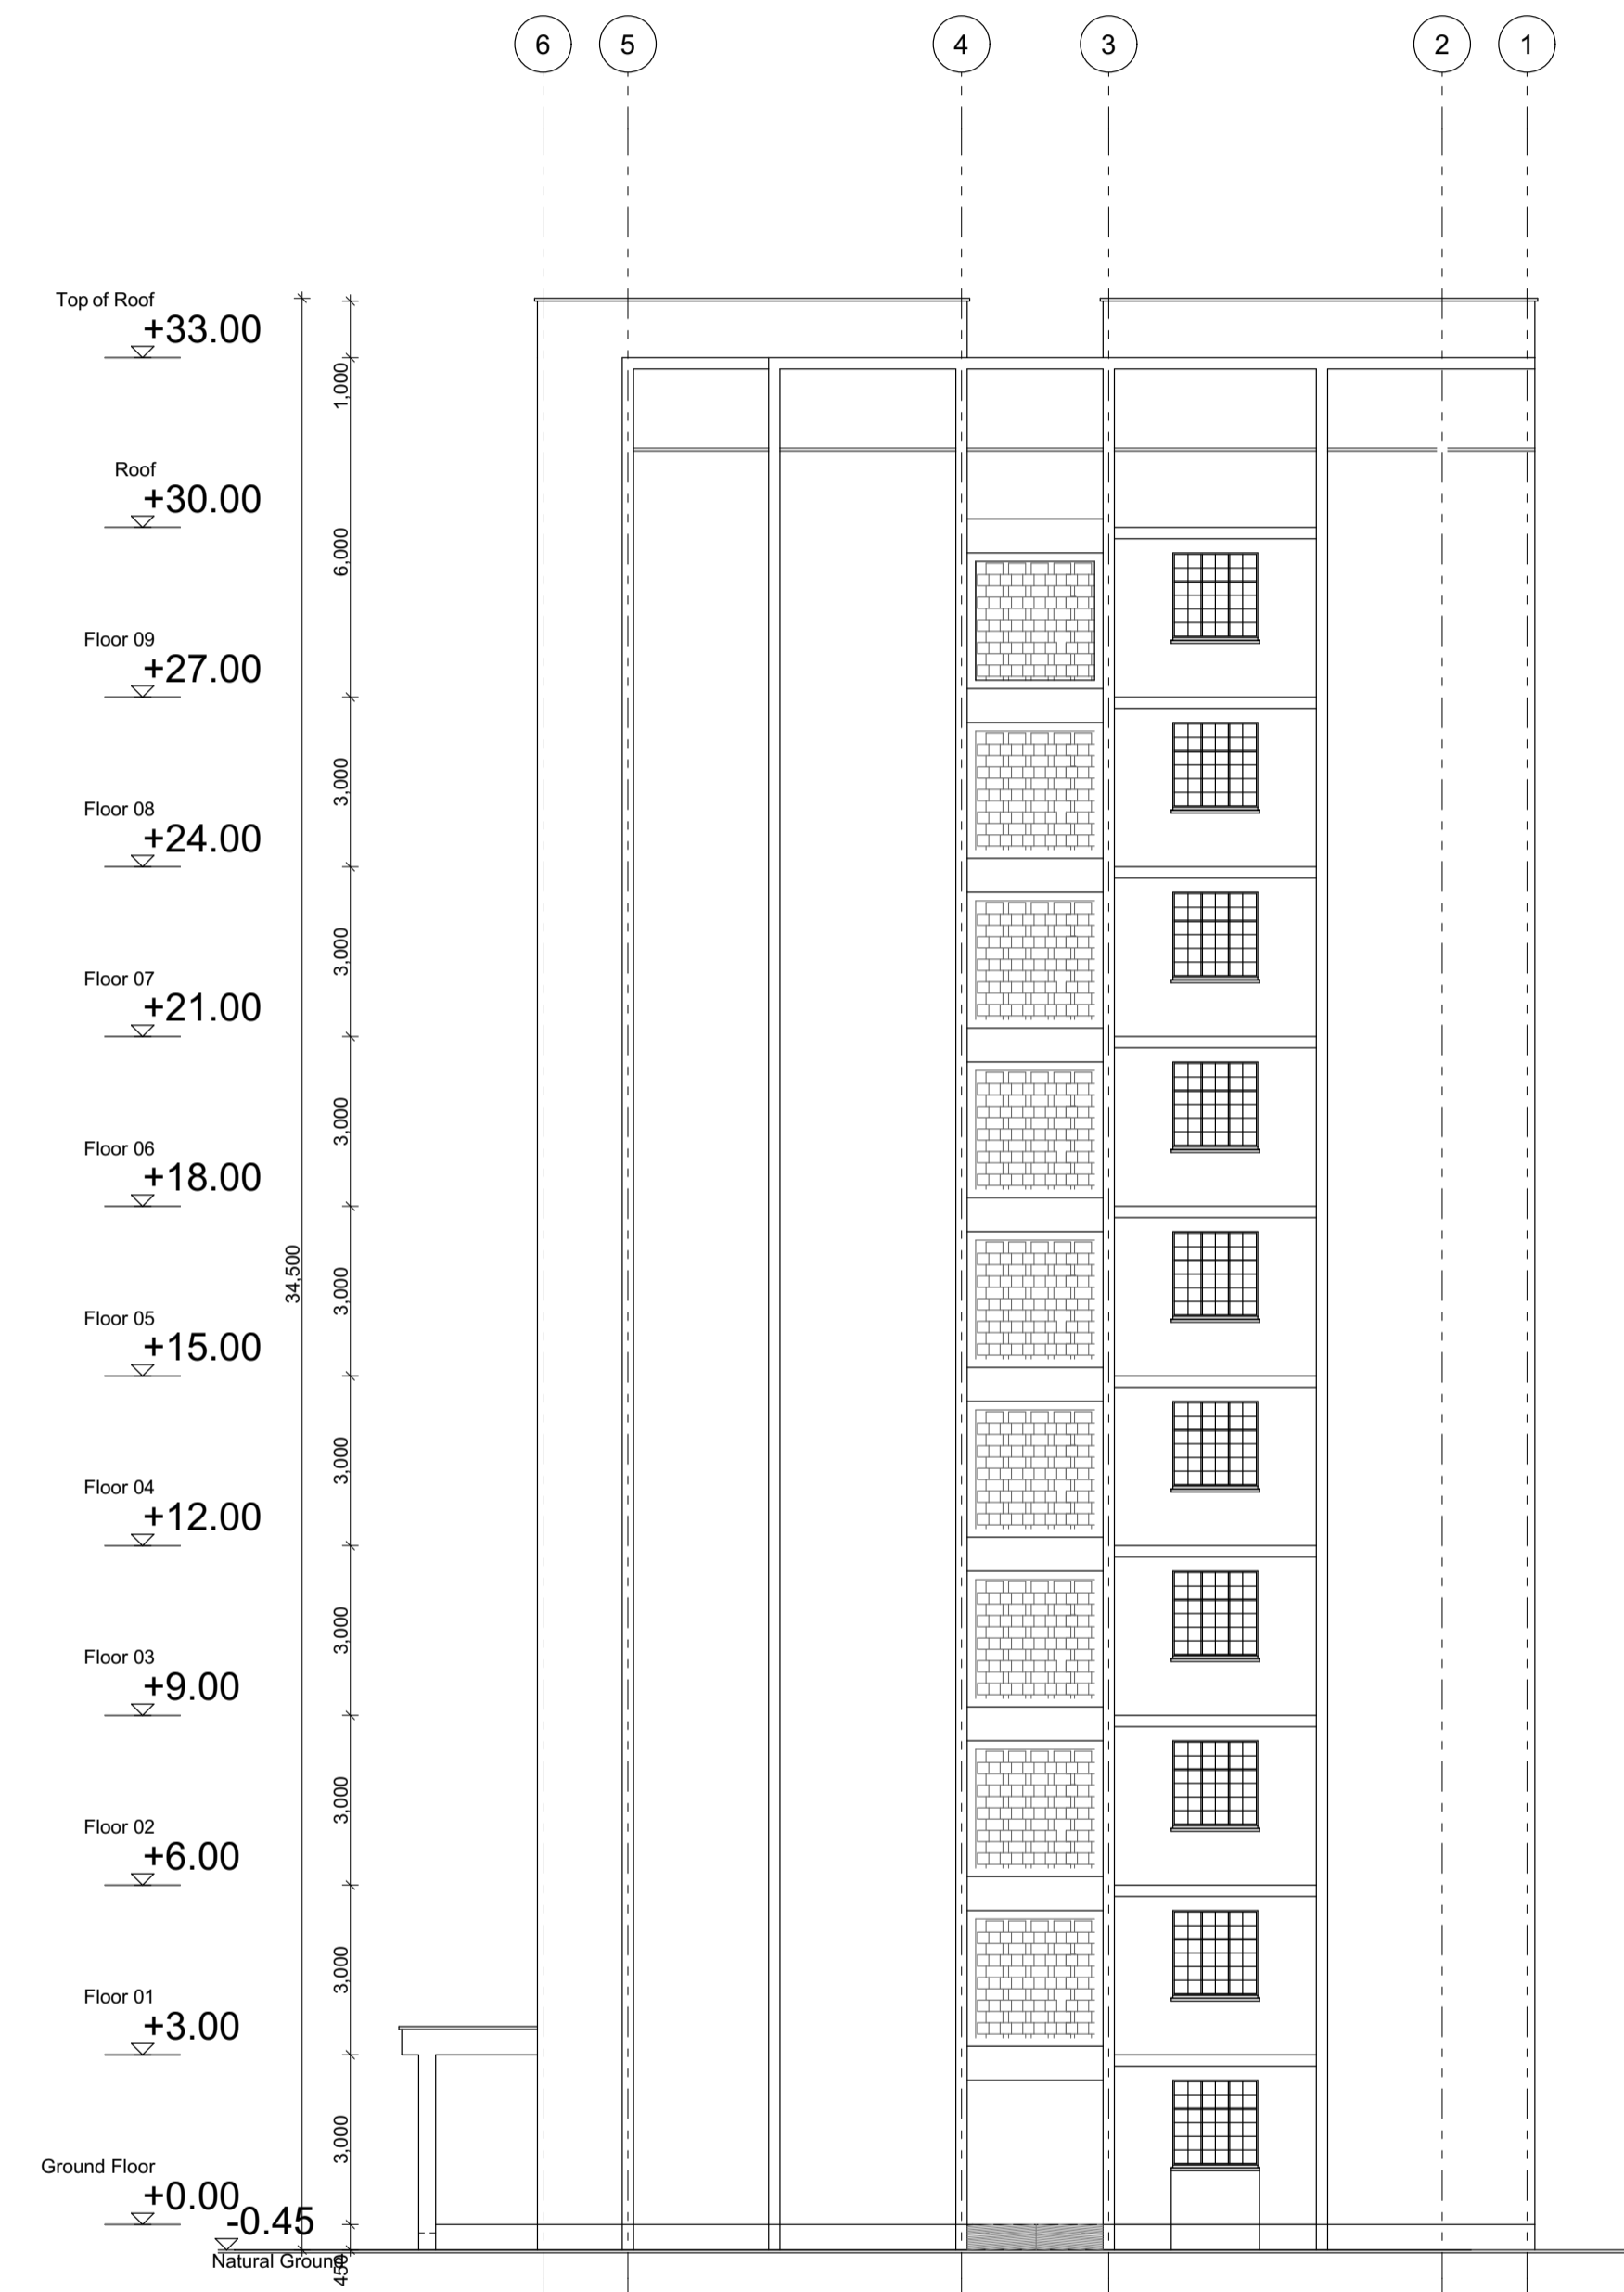 6 5 4 3 2 1
Top of Roof
+33.00
1,000
Roof
+30.00
6,000
Floor 09
+27.00
3,000
Floor 08
+24.00
3,000
Floor 07
+21.00
3,000
Floor 06
+18.00
34,500
3,000
Floor 05
+15.00
3,000
Floor 04
+12.00
3,000
Floor 03
+9.00
3,000
Floor 02
+6.00
3,000
Floor 01
+3.00
3,000
Ground Floor
+0.00
-0.45
Natural Ground
450